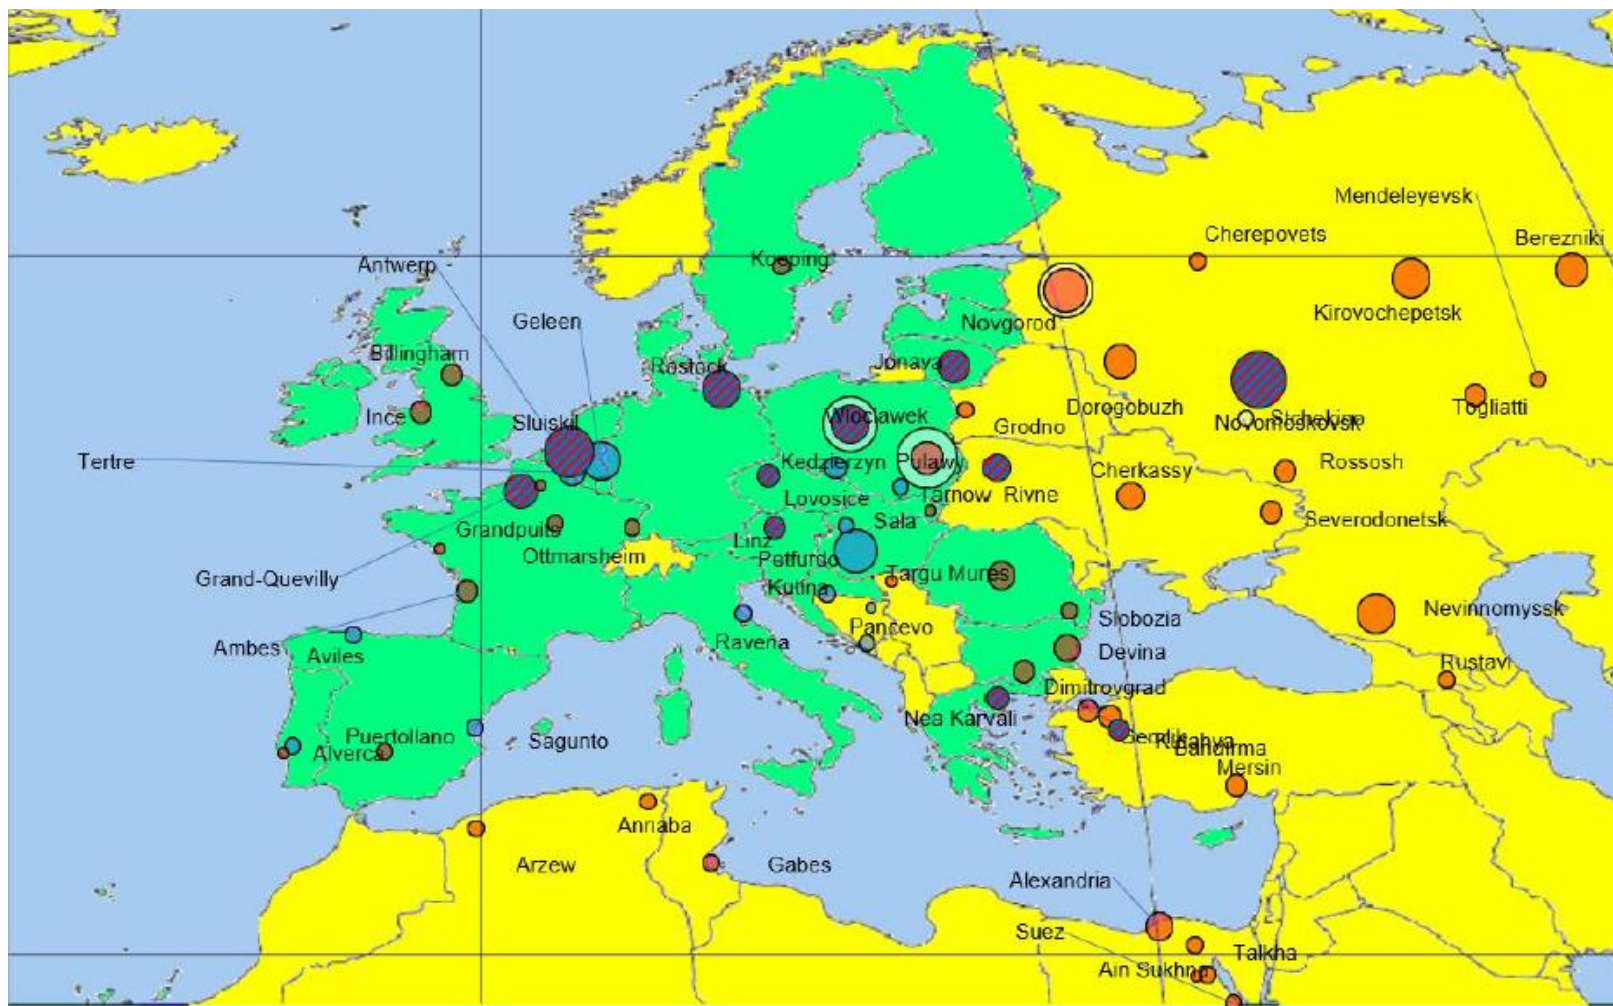 Mendeleyevsk
Cherepovets
Berezniki
Antwerp -
Koeping
Geleen
Kirovochepetsk
Novgorod
Billingham
Rostock
Jonava
Ince
Sluiskil
Wloclawek
Dorogobuzh
Togliatti
Grodno
Novomoskovsk
Tertre
Kedzierzyn
Pulawy
Cherkassy
Rossosh
Lovosice
Tarnow
Rivne
Grandpuits
Sala
Severodonetsk
Linz
Ottmarsheim
Petfurdo
Grand-Quevilly
Targu Mures
Kutina
Nevinnomyssk
Slobozia
Pancevo
Ravena
Ambes
Aviles
Devina
Rustavi
Dimitrovgrad
Nea Karvali
Puertollano
Sagunto
Alverca
Bandirma
Mersin
Annaba
Arzew
Gabes
Alexandria
Suez
Talkha
Ain Sukhna